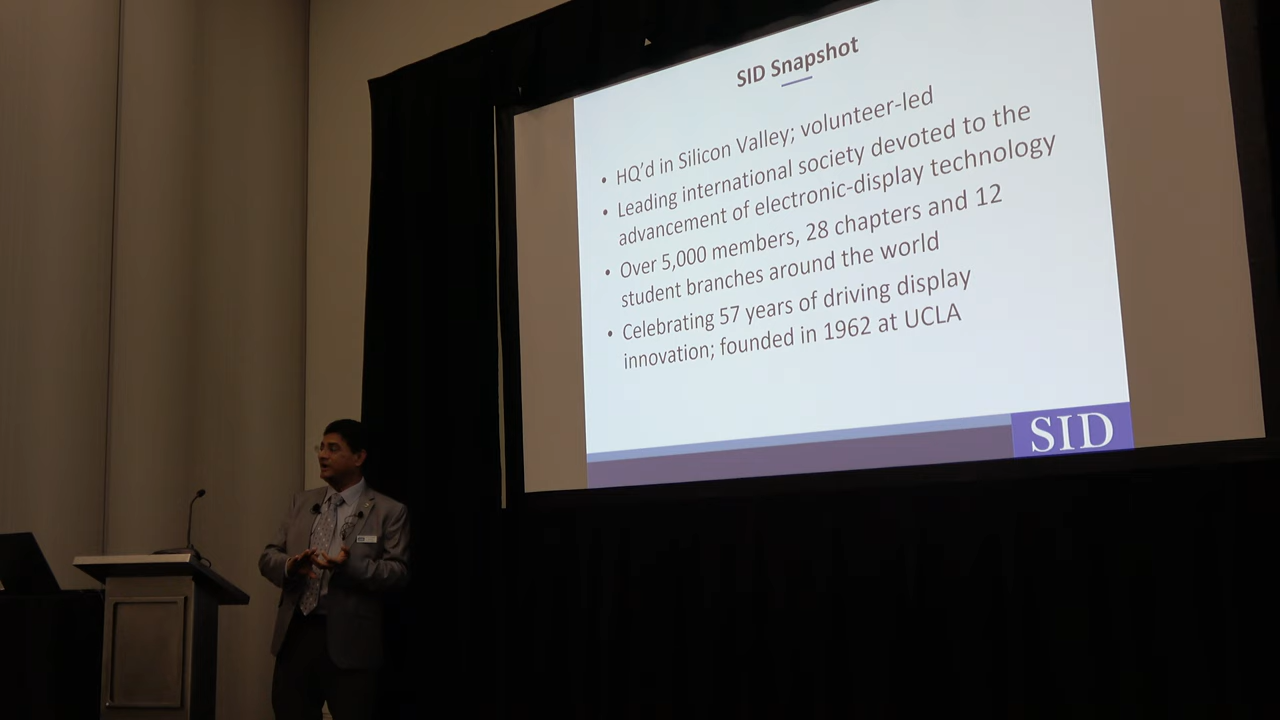 SID Snapshot
• HQ'd in Silicon Valley; volunteer-led
• Leading international society devoted to the
advancement of electronic-display technology
• Over 5,000 members, 28 chapters and 12
student branches around the world
• Celebrating 57 years of driving display
innovation; founded in 1962 at UCLA
SID